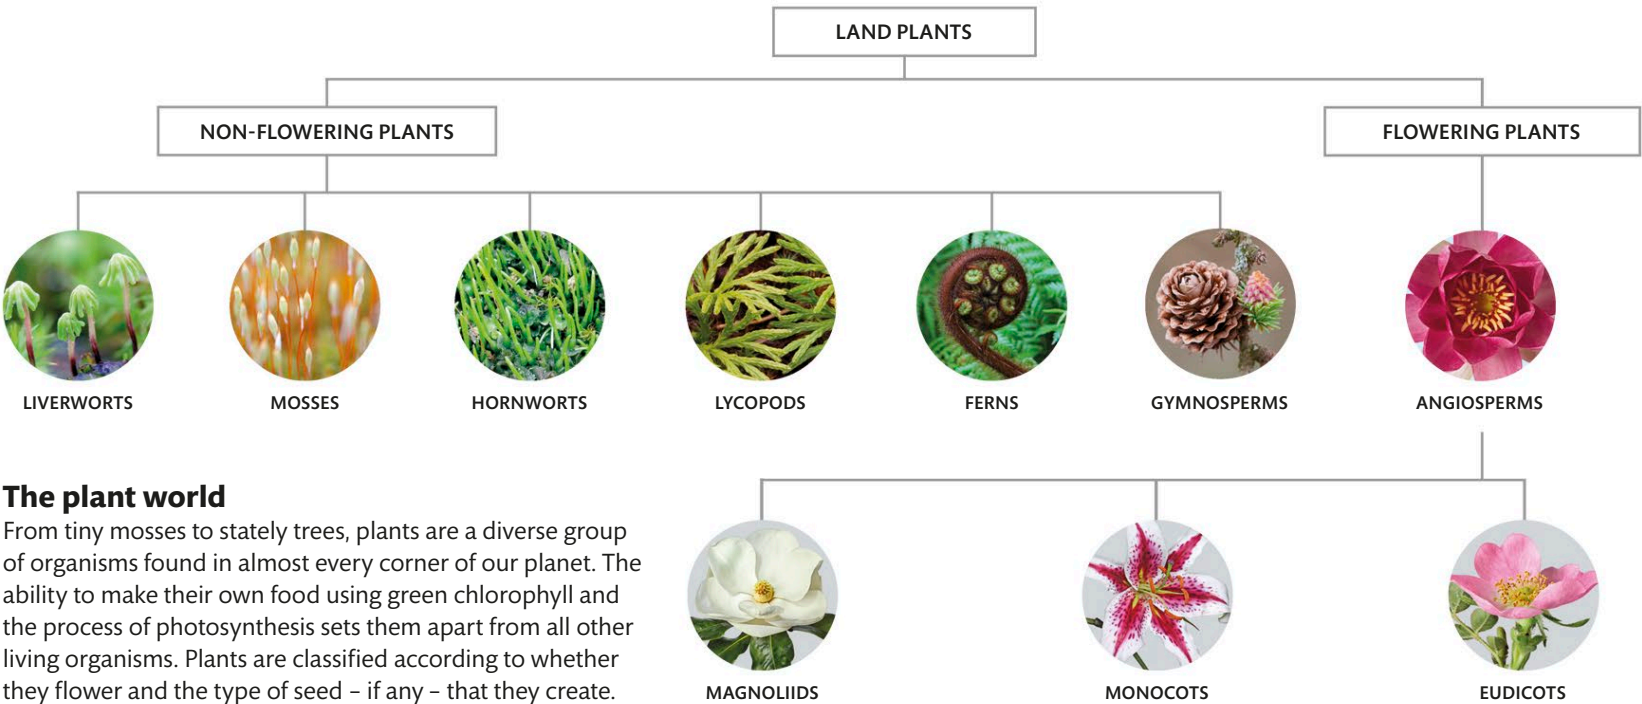 LAND PLANTS
NON-FLOWERING PLANTS
FLOWERING PLANTS
LIVERWORTS
MOSSES
HORNWORTS
LYCOPODS
FERNS
GYMNOSPERMS
ANGIOSPERMS
The plant world
From tiny mosses to stately trees, plants are a diverse group
of organisms found in almost every corner of our planet. The
ability to make their own food using green chlorophyll and
the process of photosynthesis sets them apart from all other
living organisms. Plants are classified according to whether
they flower and the type of seed – if any – that they create.
MAGNOLIIDS
MONOCOTS
EUDICOTS